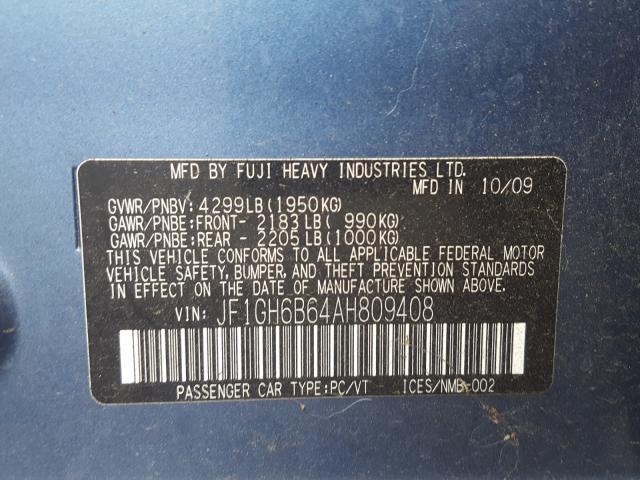 MFD BY FUJI HEAVY INDUSTRIES LTD.
MFD IN 10/09
GVWR/PNBV: 4299LB(1950KG)
GAWR/PNBE:FRONT- 2183LB( 990KG)
GAWR/PNBE:REAR - 2205LB(1000KG)
THIS VEHICLE CONFORMS TO ALL APPLICABLE FEDERAL MOTOR
VEHICLE SAFETY, BUMPER, AND THEFT PREVENTION STANDARDS
IN EFFECT ON THE DATE OF MANUFACTURE SHOWN ABOVE.
VIN: JF1GH6B64AH809408
PASSENGER CAR TYPE:PC/VT ICES/NMB-002